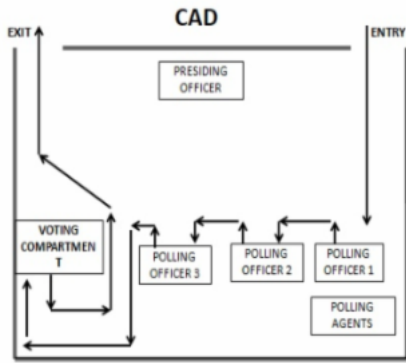 CAD
EXIT
ENTRY
PRESIDING
OFFICER
VOTING
COMPARTMEN
T
POLLING
OFFICER 3
POLLING
OFFICER 2
POLLING
OFFICER 1
POLLING
AGENTS